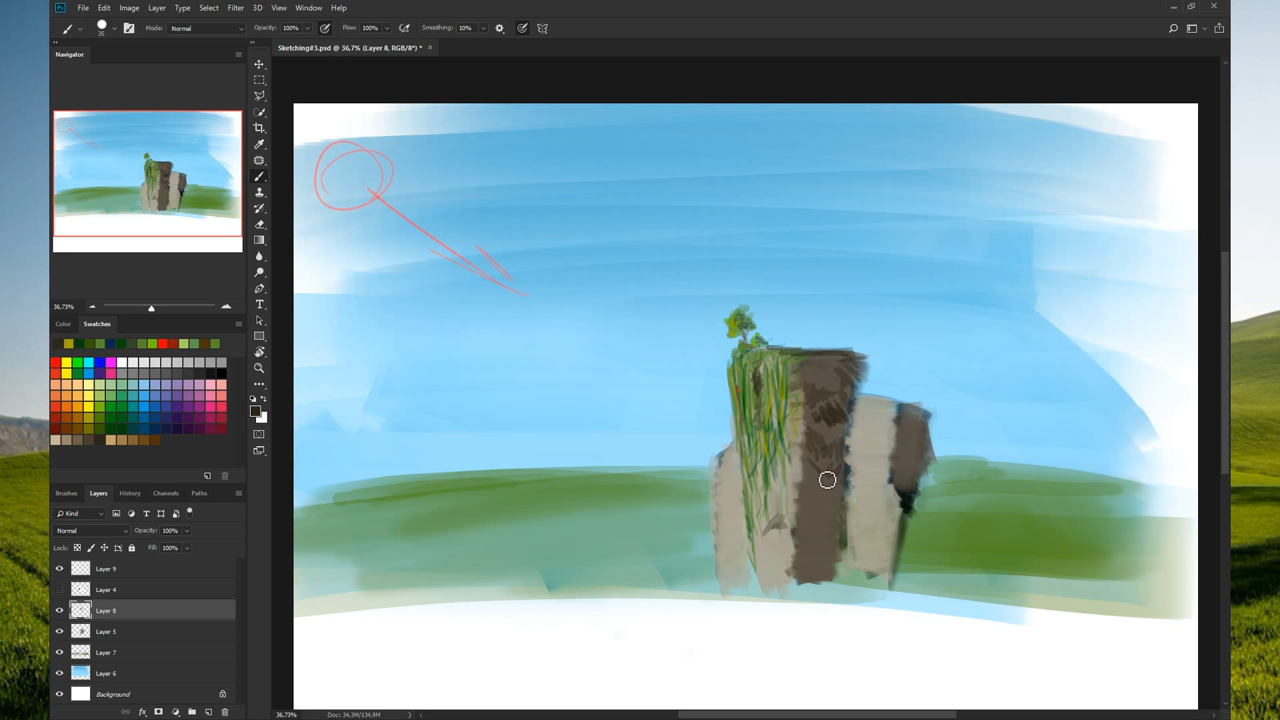 Ps File Edit Image Layer Type Select Filter 3D View Window Help
35 Mode: Normal Opacity: 100% Flow: 100% Smoothing: 10%
Navigator
Sketching#3.psd @ 36,7% (Layer 8, RGB/8*) *
36,73%
Color Swatches
Brushes Layers History Channels Paths
Kind
Normal Opacity: 100%
Lock: Fill: 100%
Layer 9
Layer 4
Layer 8
Layer 5
Layer 7
Layer 6
Background
fx
36,73% Doc: 34,3M/134,9M